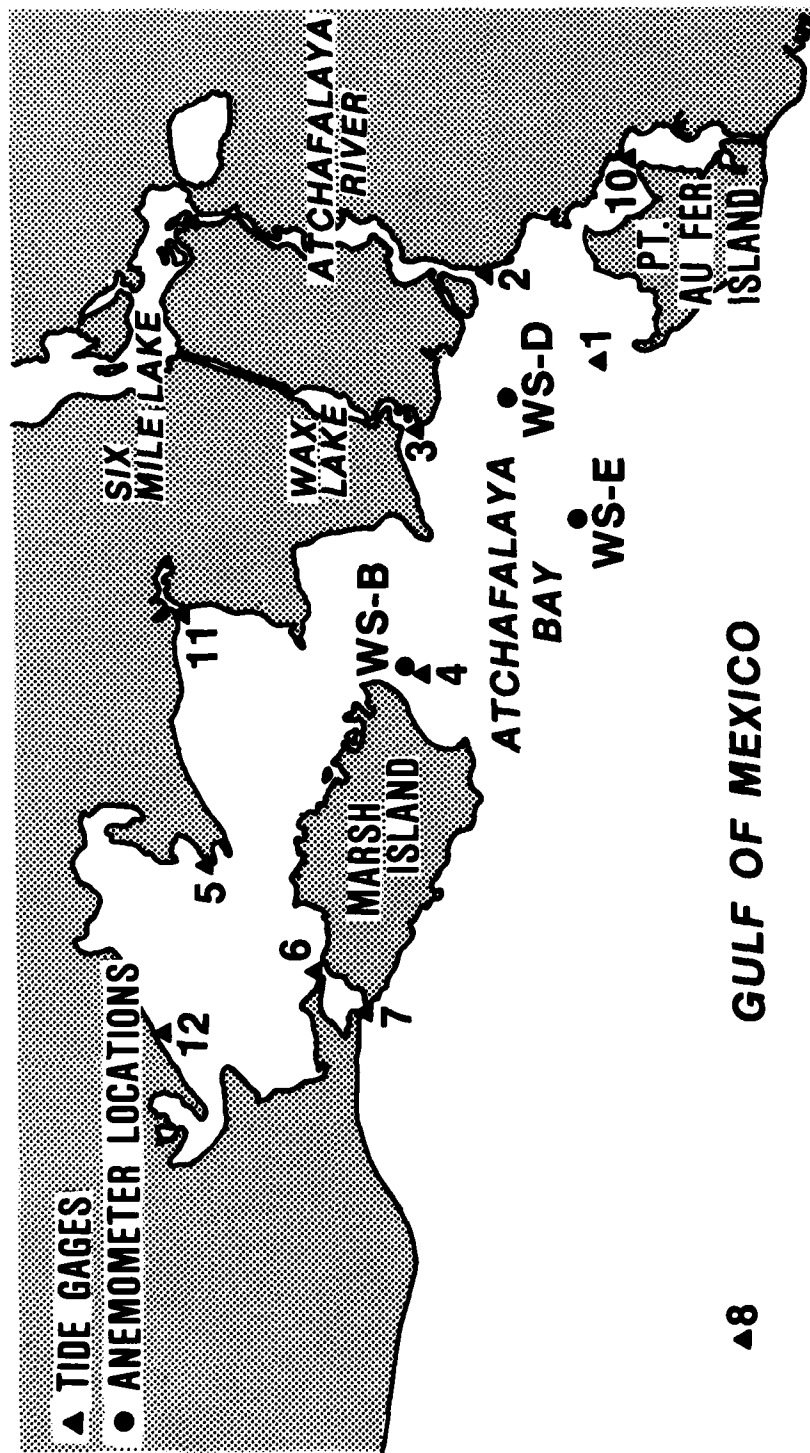 ▲ TIDE GAGES
● ANEMOMETER LOCATIONS
12
5
11
SIX
MILE LAKE
WAX
LAKE
ATCHAFALAYA
RIVER
6
7
MARSH
ISLAND
WS-B
4
3
2
10
ATCHAFALAYA
BAY
WS-D
WS-E
1
PT.
AU FER
ISLAND
GULF OF MEXICO
8